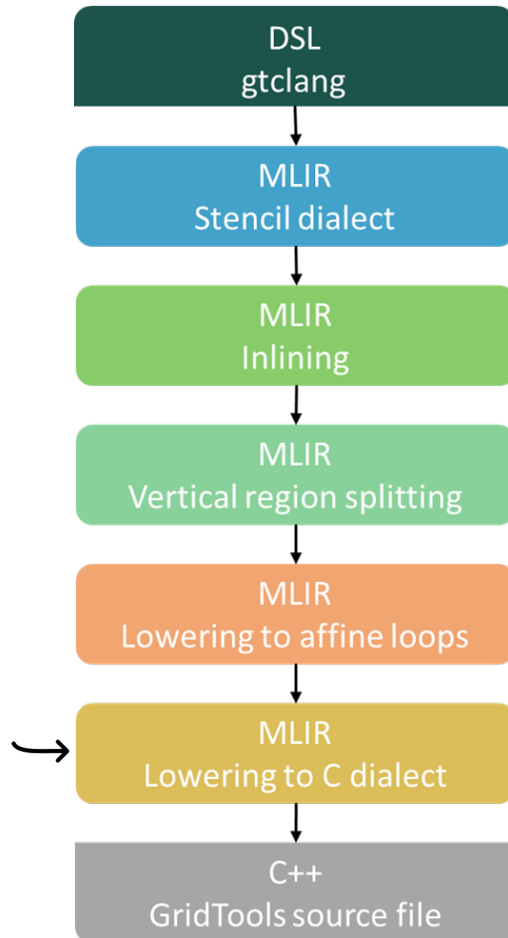 DSL
gtclang
MLIR
Stencil dialect
MLIR
Inlining
MLIR
Vertical region splitting
MLIR
Lowering to affine loops
MLIR
Lowering to C dialect
C++
GridTools source file